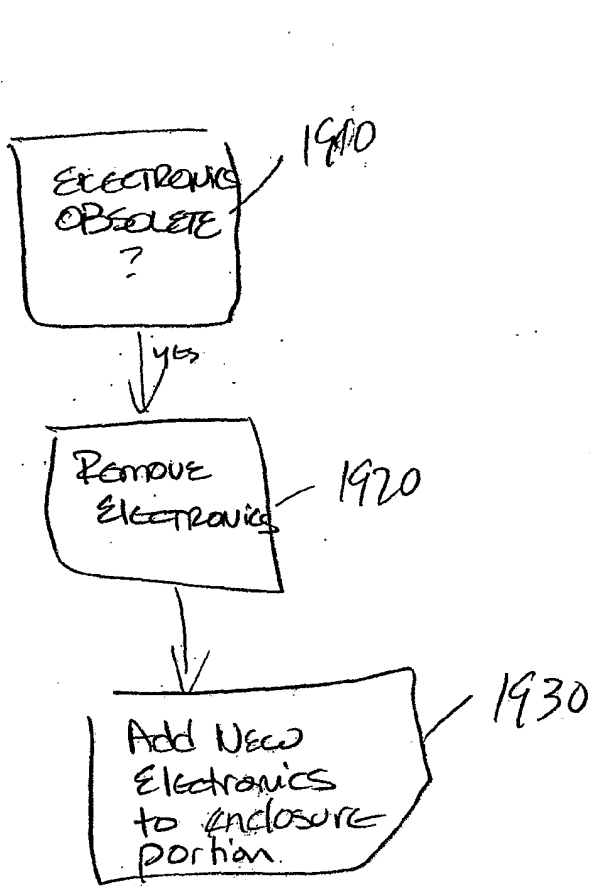 1910
ELECTRONICS
OBSOLETE
?
YES
REMOVE
ElECTRONICS
1920
1930
Add NEW
Electronics
to enclosure
portion.